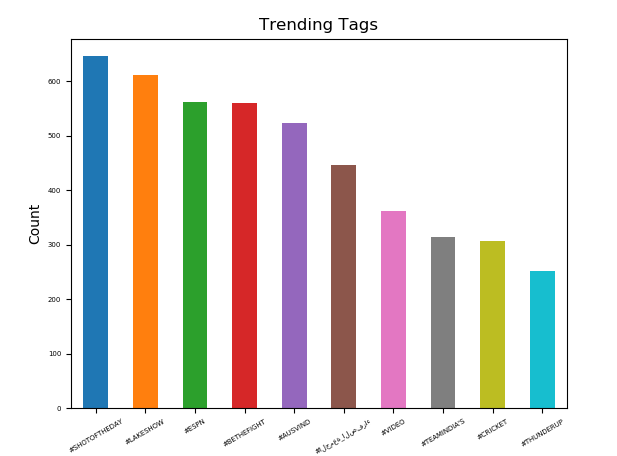 Trending Tags
Count
600
500
400
300
200
100
0
#SHOTOFTHEDAY
#LAKESHOW
#ESPN
#BETHEFIGHT
#AUSVIND
#الجمعة_الصفراء
#VIDEO
#TEAMINDIA'S
#CRICKET
#THUNDERUP